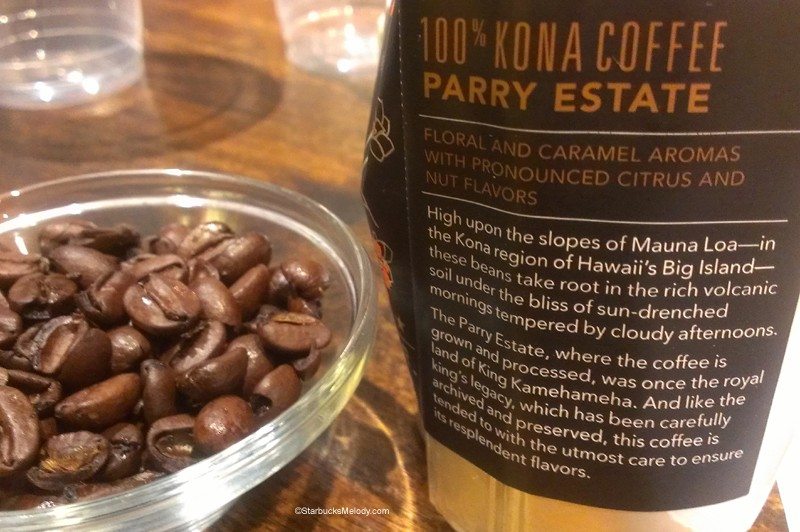 100% KONA COFFEE
PARRY ESTATE
FLORAL AND CARAMEL AROMAS
WITH PRONOUNCED CITRUS AND
NUT FLAVORS
High upon the slopes of Mauna Loa—in
the Kona region of Hawaii's Big Island—
these beans take root in the rich volcanic
soil under the bliss of sun-drenched
mornings tempered by cloudy afternoons.
The Parry Estate, where the coffee is
grown and processed, was once the royal
land of King Kamehameha. And like the
king's legacy, which has been carefully
archived and preserved, this coffee is
tended to with the utmost care to ensure
its resplendent flavors.
©StarbucksMelody.com